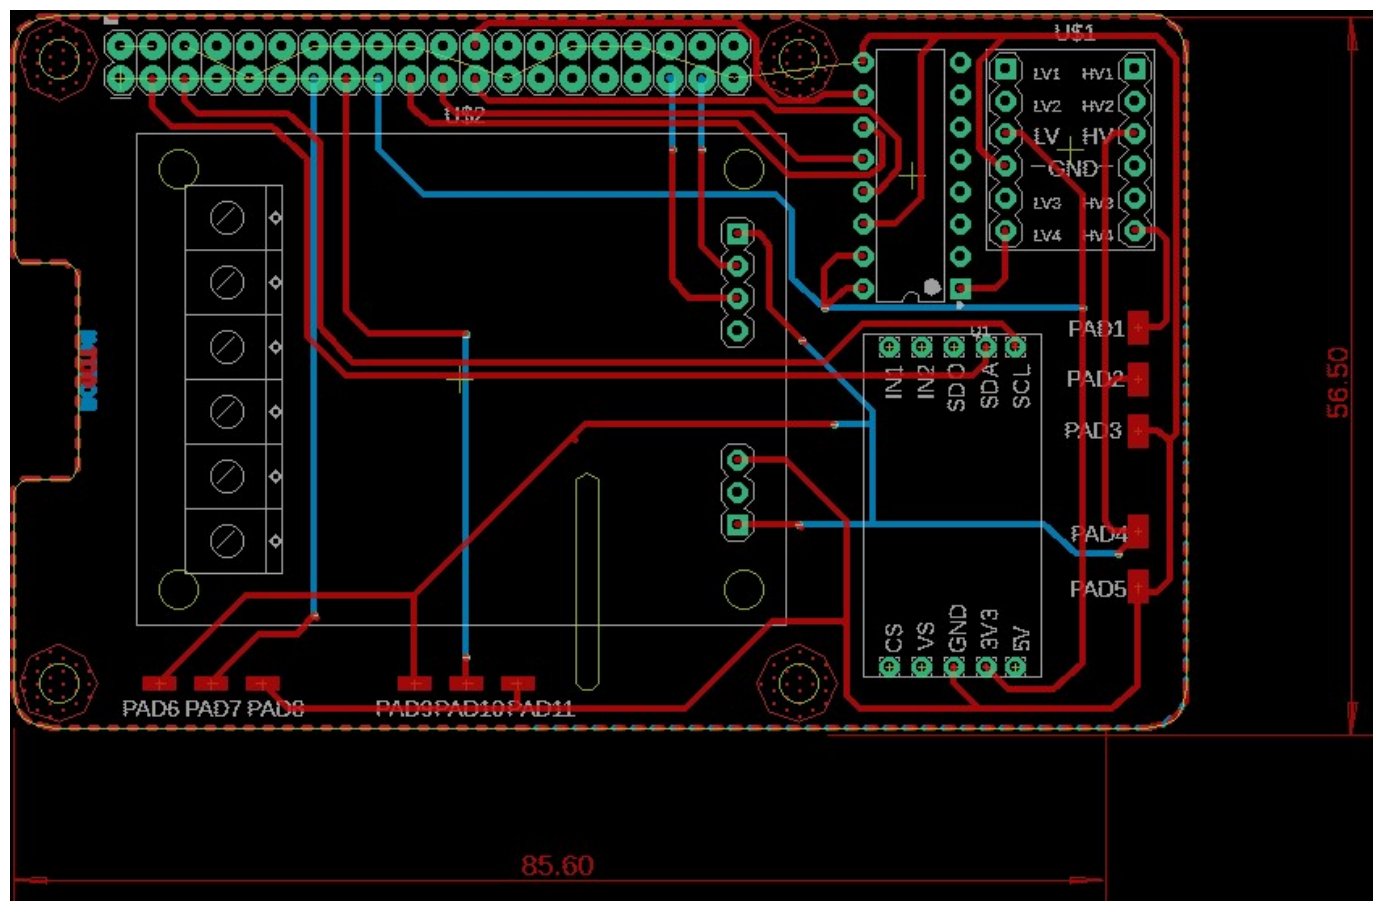 U$1
LV1 HV1
LV2 HV2
LV HV
GND
LV3 HV3
LV4 HV4
U$2
PAD1
PAD2
PAD3
PAD4
PAD5
IN1
IN2
SDO
SDA
SCL
CS
VS
GND
3V3
5V
PAD6 PAD7 PAD8 PAD9 PAD10 PAD11
56.50
85.60